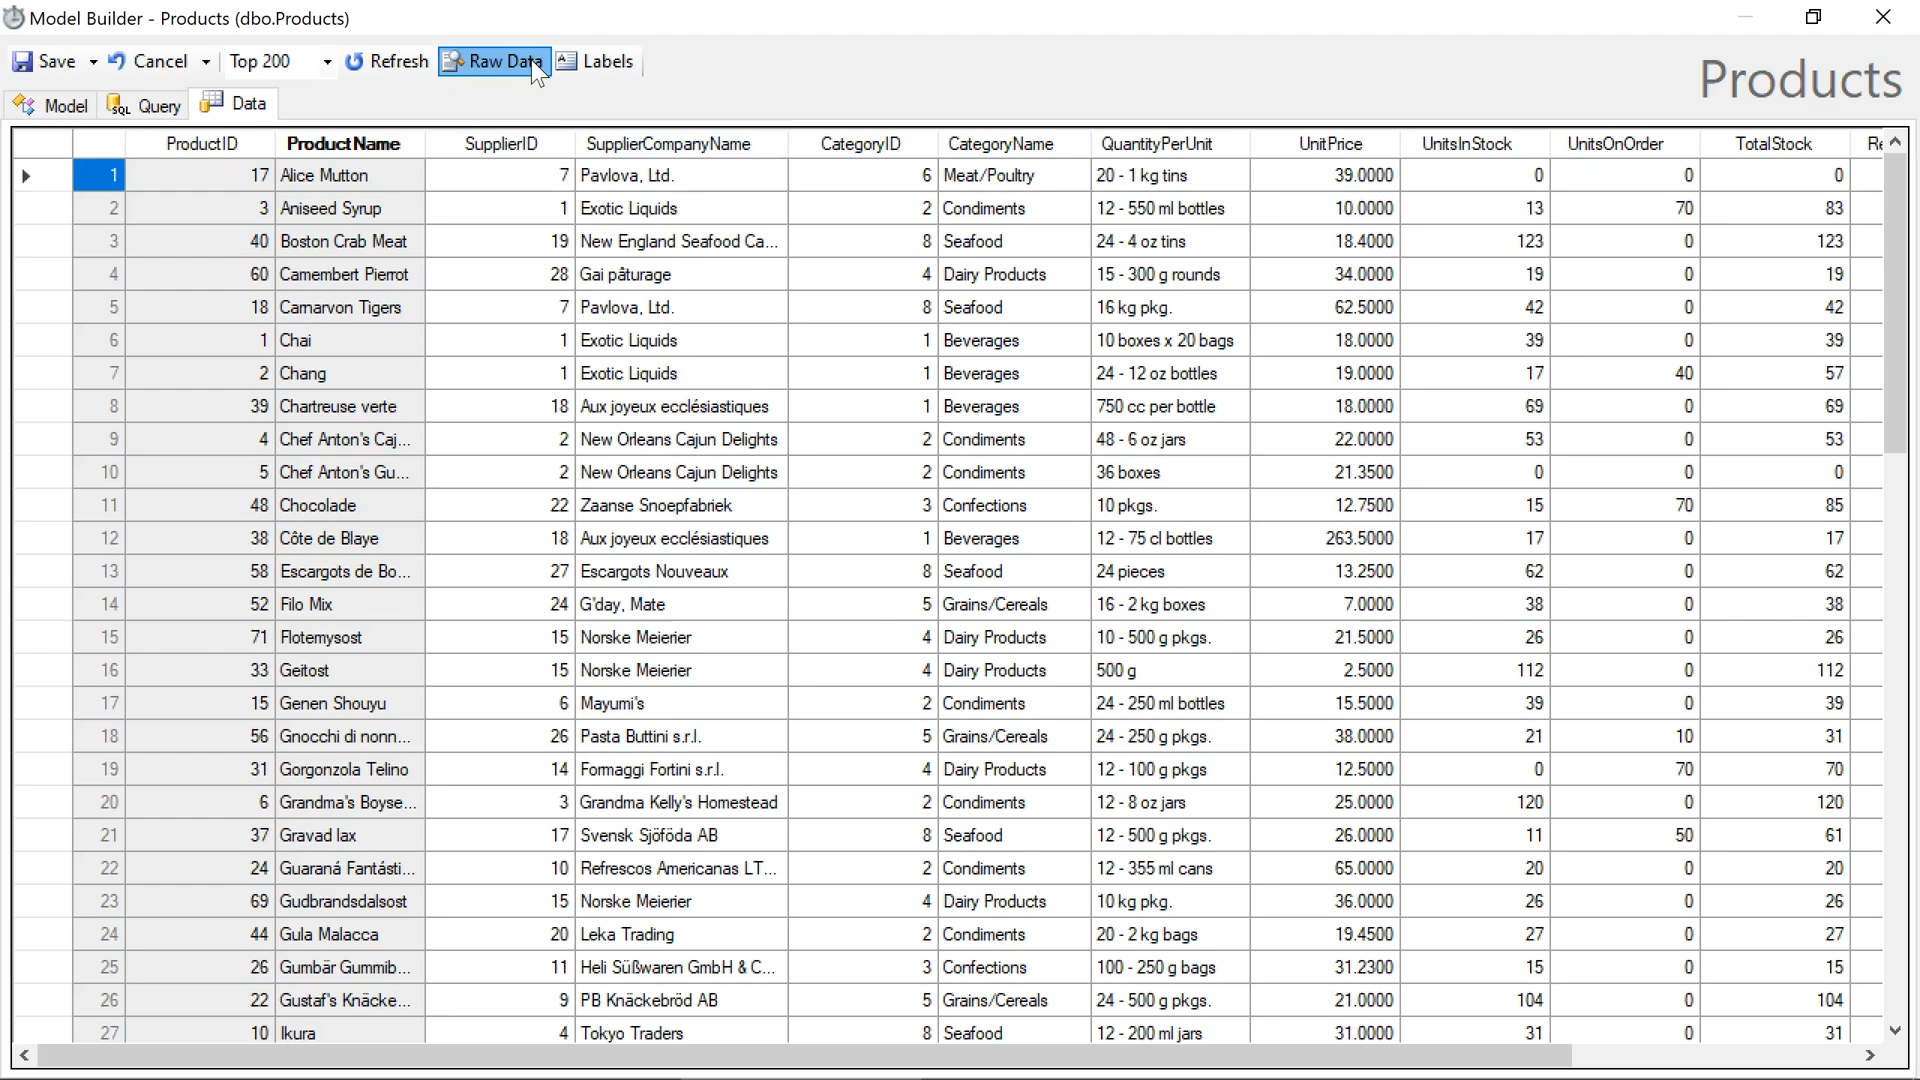 Model Builder - Products (dbo.Products)
Save Cancel Top 200 Refresh Raw Data Labels
Products
Model Query Data
ProductID ProductName SupplierID SupplierCompanyName CategoryID CategoryName QuantityPerUnit UnitPrice UnitsInStock UnitsOnOrder TotalStock Re
1 17 Alice Mutton 7 Pavlova, Ltd. 6 Meat/Poultry 20 - 1 kg tins 39.0000 0 0 0
2 3 Aniseed Syrup 1 Exotic Liquids 2 Condiments 12 - 550 ml bottles 10.0000 13 70 83
3 40 Boston Crab Meat 19 New England Seafood Ca... 8 Seafood 24 - 4 oz tins 18.4000 123 0 123
4 60 Camembert Pierrot 28 Gai pâturage 4 Dairy Products 15 - 300 g rounds 34.0000 19 0 19
5 18 Carnarvon Tigers 7 Pavlova, Ltd. 8 Seafood 16 kg pkg. 62.5000 42 0 42
6 1 Chai 1 Exotic Liquids 1 Beverages 10 boxes x 20 bags 18.0000 39 0 39
7 2 Chang 1 Exotic Liquids 1 Beverages 24 - 12 oz bottles 19.0000 17 40 57
8 39 Chartreuse verte 18 Aux joyeux ecclésiastiques 1 Beverages 750 cc per bottle 18.0000 69 0 69
9 4 Chef Anton's Caj... 2 New Orleans Cajun Delights 2 Condiments 48 - 6 oz jars 22.0000 53 0 53
10 5 Chef Anton's Gu... 2 New Orleans Cajun Delights 2 Condiments 36 boxes 21.3500 0 0 0
11 48 Chocolade 22 Zaanse Snoepfabriek 3 Confections 10 pkgs. 12.7500 15 70 85
12 38 Côte de Blaye 18 Aux joyeux ecclésiastiques 1 Beverages 12 - 75 cl bottles 263.5000 17 0 17
13 58 Escargots de Bo... 27 Escargots Nouveaux 8 Seafood 24 pieces 13.2500 62 0 62
14 52 Filo Mix 24 G'day, Mate 5 Grains/Cereals 16 - 2 kg boxes 7.0000 38 0 38
15 71 Flotemysost 15 Norske Meierier 4 Dairy Products 10 - 500 g pkgs. 21.5000 26 0 26
16 33 Geitost 15 Norske Meierier 4 Dairy Products 500 g 2.5000 112 0 112
17 15 Genen Shouyu 6 Mayumi's 2 Condiments 24 - 250 ml bottles 15.5000 39 0 39
18 56 Gnocchi di nonn... 26 Pasta Buttini s.r.l. 5 Grains/Cereals 24 - 250 g pkgs. 38.0000 21 10 31
19 31 Gorgonzola Telino 14 Formaggi Fortini s.r.l. 4 Dairy Products 12 - 100 g pkgs 12.5000 0 70 70
20 6 Grandma's Boyse... 3 Grandma Kelly's Homestead 2 Condiments 12 - 8 oz jars 25.0000 120 0 120
21 37 Gravad lax 17 Svensk Sjöföda AB 8 Seafood 12 - 500 g pkgs. 26.0000 11 50 61
22 24 Guaraná Fantásti... 10 Refrescos Americanas LT... 2 Condiments 12 - 355 ml cans 65.0000 20 0 20
23 69 Gudbrandsdalsost 15 Norske Meierier 4 Dairy Products 10 kg pkg. 36.0000 26 0 26
24 44 Gula Malacca 20 Leka Trading 2 Condiments 20 - 2 kg bags 19.4500 27 0 27
25 26 Gumbär Gummib... 11 Heli Süßwaren GmbH & C... 3 Confections 100 - 250 g bags 31.2300 15 0 15
26 22 Gustaf's Knäcke... 9 PB Knäckebröd AB 5 Grains/Cereals 24 - 500 g pkgs. 21.0000 104 0 104
27 10 Ikura 4 Tokyo Traders 8 Seafood 12 - 200 ml jars 31.0000 31 0 31